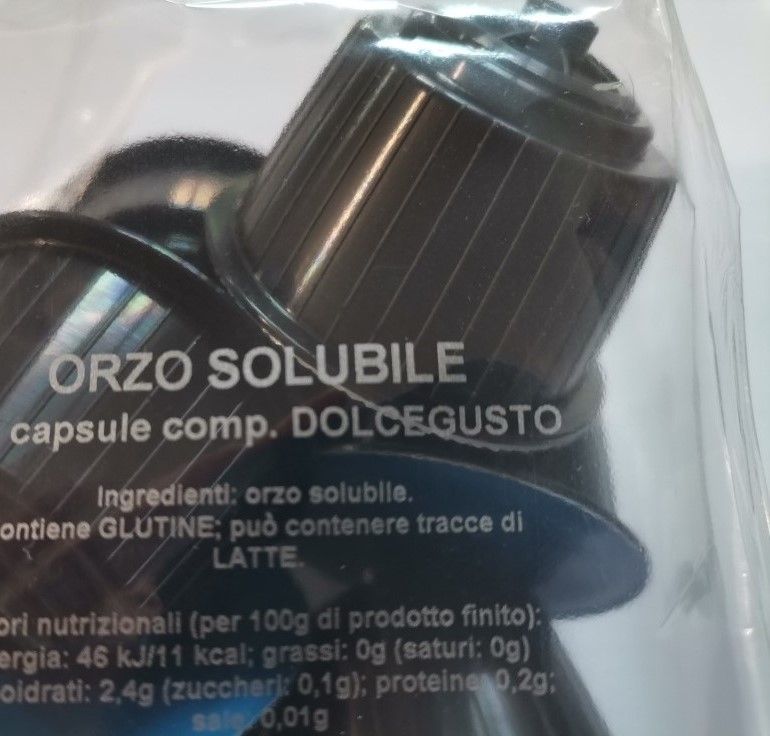 ORZO SOLUBILE
capsule comp. DOLCEGUSTO
Ingredienti: orzo solubile.
ontiene GLUTINE; può contenere tracce di
LATTE.
ori nutrizionali (per 100g di prodotto finito):
ergia: 46 kJ/11 kcal; grassi: 0g (saturi: 0g)
oidrati: 2,4g (zuccheri: 0,1g); proteine 0,2g;
sale 0,01g